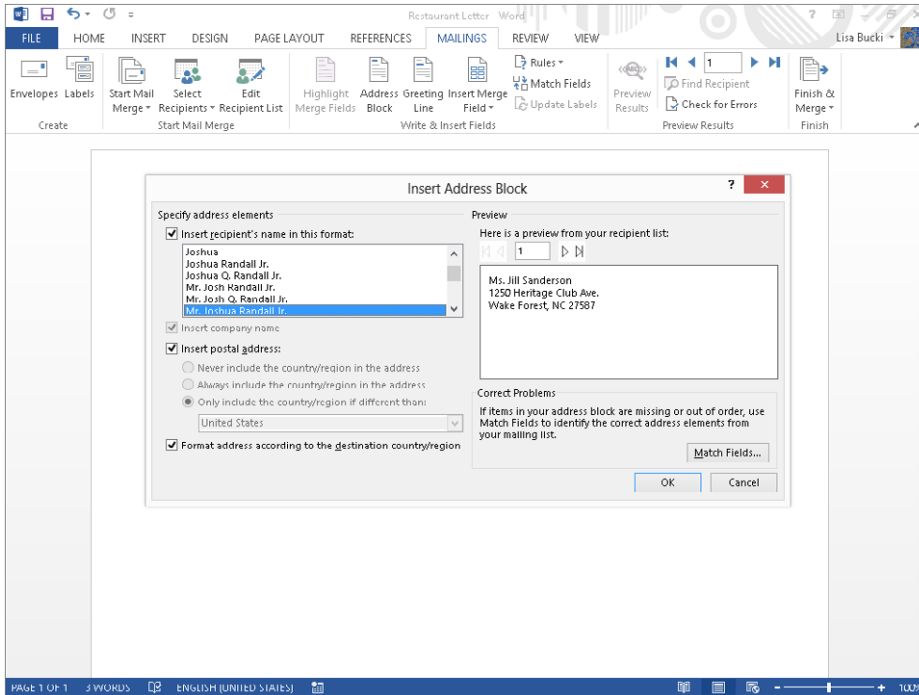 Restaurant Letter Word
FILE HOME INSERT DESIGN PAGE LAYOUT REFERENCES MAILINGS REVIEW VIEW Lisa Bucki
Envelopes Labels Start Mail Merge Select Recipients Edit Recipient List Highlight Merge Fields Address Block Greeting Line Insert Merge Field Rules Match Fields Update Labels Preview Results 1 Find Recipient Check for Errors Finish & Merge
Create Start Mail Merge Write & Insert Fields Preview Results Finish
Insert Address Block ?
Specify address elements
Insert recipient's name in this format:
Joshua
Joshua Randall Jr.
Joshua Q. Randall Jr.
Mr. Josh Randall Jr.
Mr. Josh Q. Randall Jr.
Mr. Joshua Randall Jr.
Insert company name
Insert postal address:
Never include the country/region in the address
Always include the country/region in the address
Only include the country/region if different than:
United States
Format address according to the destination country/region
Preview
Here is a preview from your recipient list:
1
Ms. Jill Sanderson
1250 Heritage Club Ave.
Wake Forest, NC 27587
Correct Problems
If items in your address block are missing or out of order, use
Match Fields to identify the correct address elements from
your mailing list.
Match Fields...
OK Cancel
PAGE 1 OF 1 3 WORDS ENGLISH (UNITED STATES) 100%